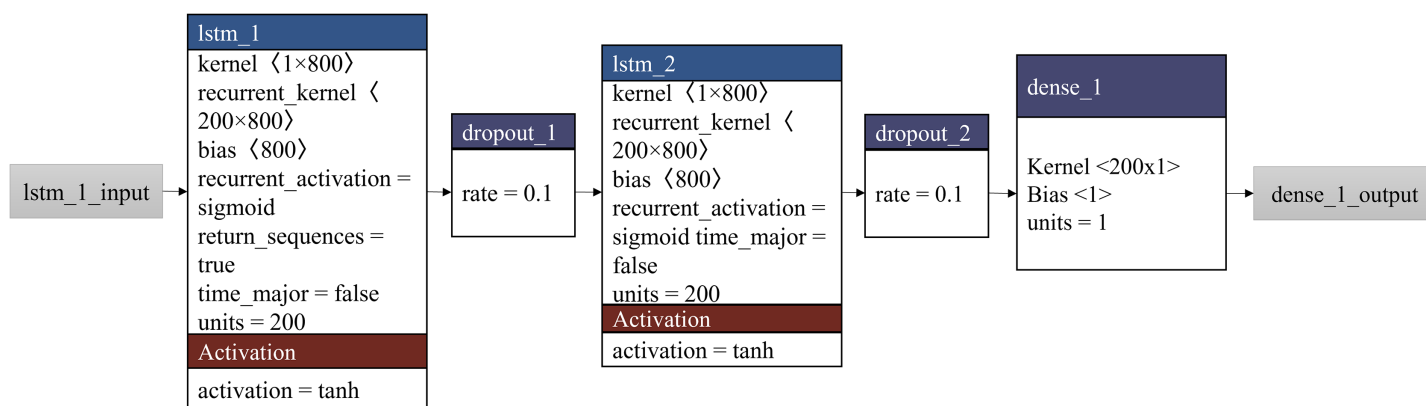 lstm_1_input
lstm_1
kernel〈1×800〉
recurrent_kernel〈
200×800〉
bias〈800〉
recurrent_activation =
sigmoid
return_sequences =
true
time_major = false
units = 200
Activation
activation = tanh
dropout_1
rate = 0.1
lstm_2
kernel〈1×800〉
recurrent_kernel〈
200×800〉
bias〈800〉
recurrent_activation =
sigmoid time_major =
false
units = 200
Activation
activation = tanh
dropout_2
rate = 0.1
dense_1
Kernel <200x1>
Bias <1>
units = 1
dense_1_output